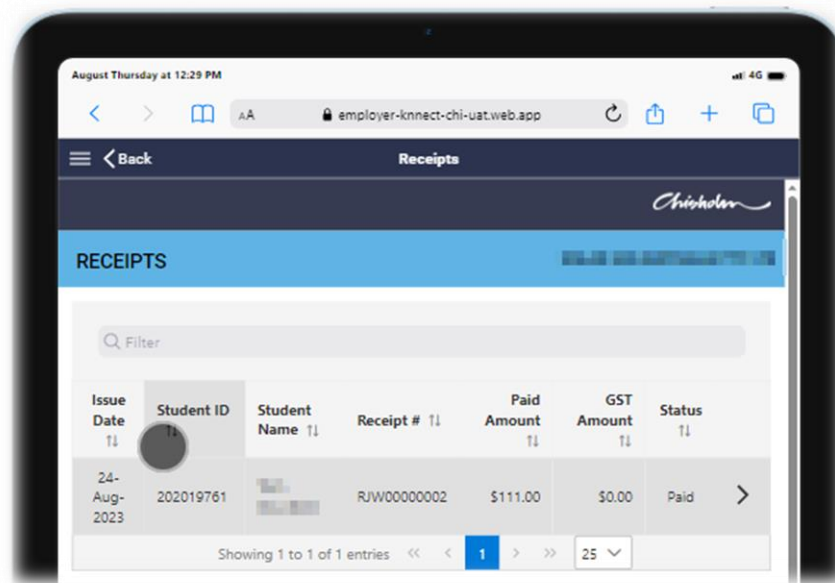 August Thursday at 12:29 PM 4G
AA employer-knnect-chi-uat.web.app
Back Receipts
Chisholm
RECEIPTS
Filter
Issue Date Student ID Student Name Receipt # Paid Amount GST Amount Status
24-Aug-2023 202019761 RJW00000002 $111.00 $0.00 Paid
Showing 1 to 1 of 1 entries << < 1 > >> 25